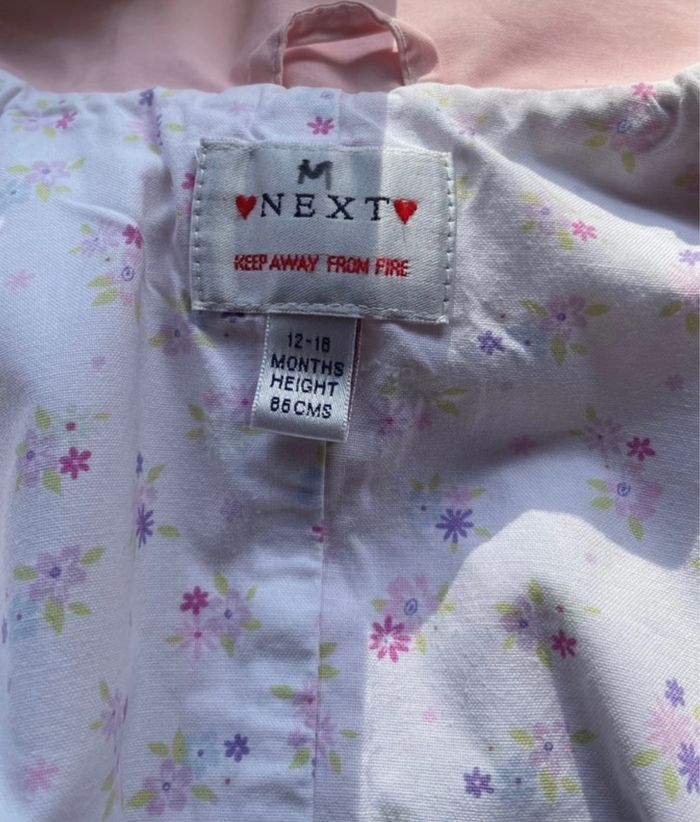 M
♥NEXT♥
KEEP AWAY FROM FIRE
12-18
MONTHS
HEIGHT
86CMS